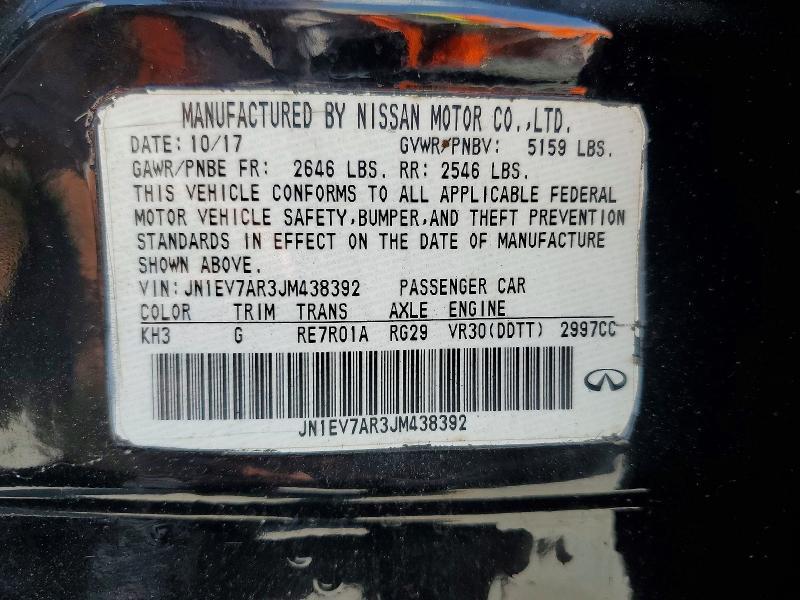 MANUFACTURED BY NISSAN MOTOR CO.,LTD.
DATE: 10/17 GVWR/PNBV: 5159 LBS.
GAWR/PNBE FR: 2646 LBS. RR: 2546 LBS.
THIS VEHICLE CONFORMS TO ALL APPLICABLE FEDERAL
MOTOR VEHICLE SAFETY,BUMPER,AND THEFT PREVENTION
STANDARDS IN EFFECT ON THE DATE OF MANUFACTURE
SHOWN ABOVE.
VIN:JN1EV7AR3JM438392 PASSENGER CAR
COLOR TRIM TRANS AXLE ENGINE
KH3 G RE7R01A RG29 VR30(DDTT) 2997CC
JN1EV7AR3JM438392